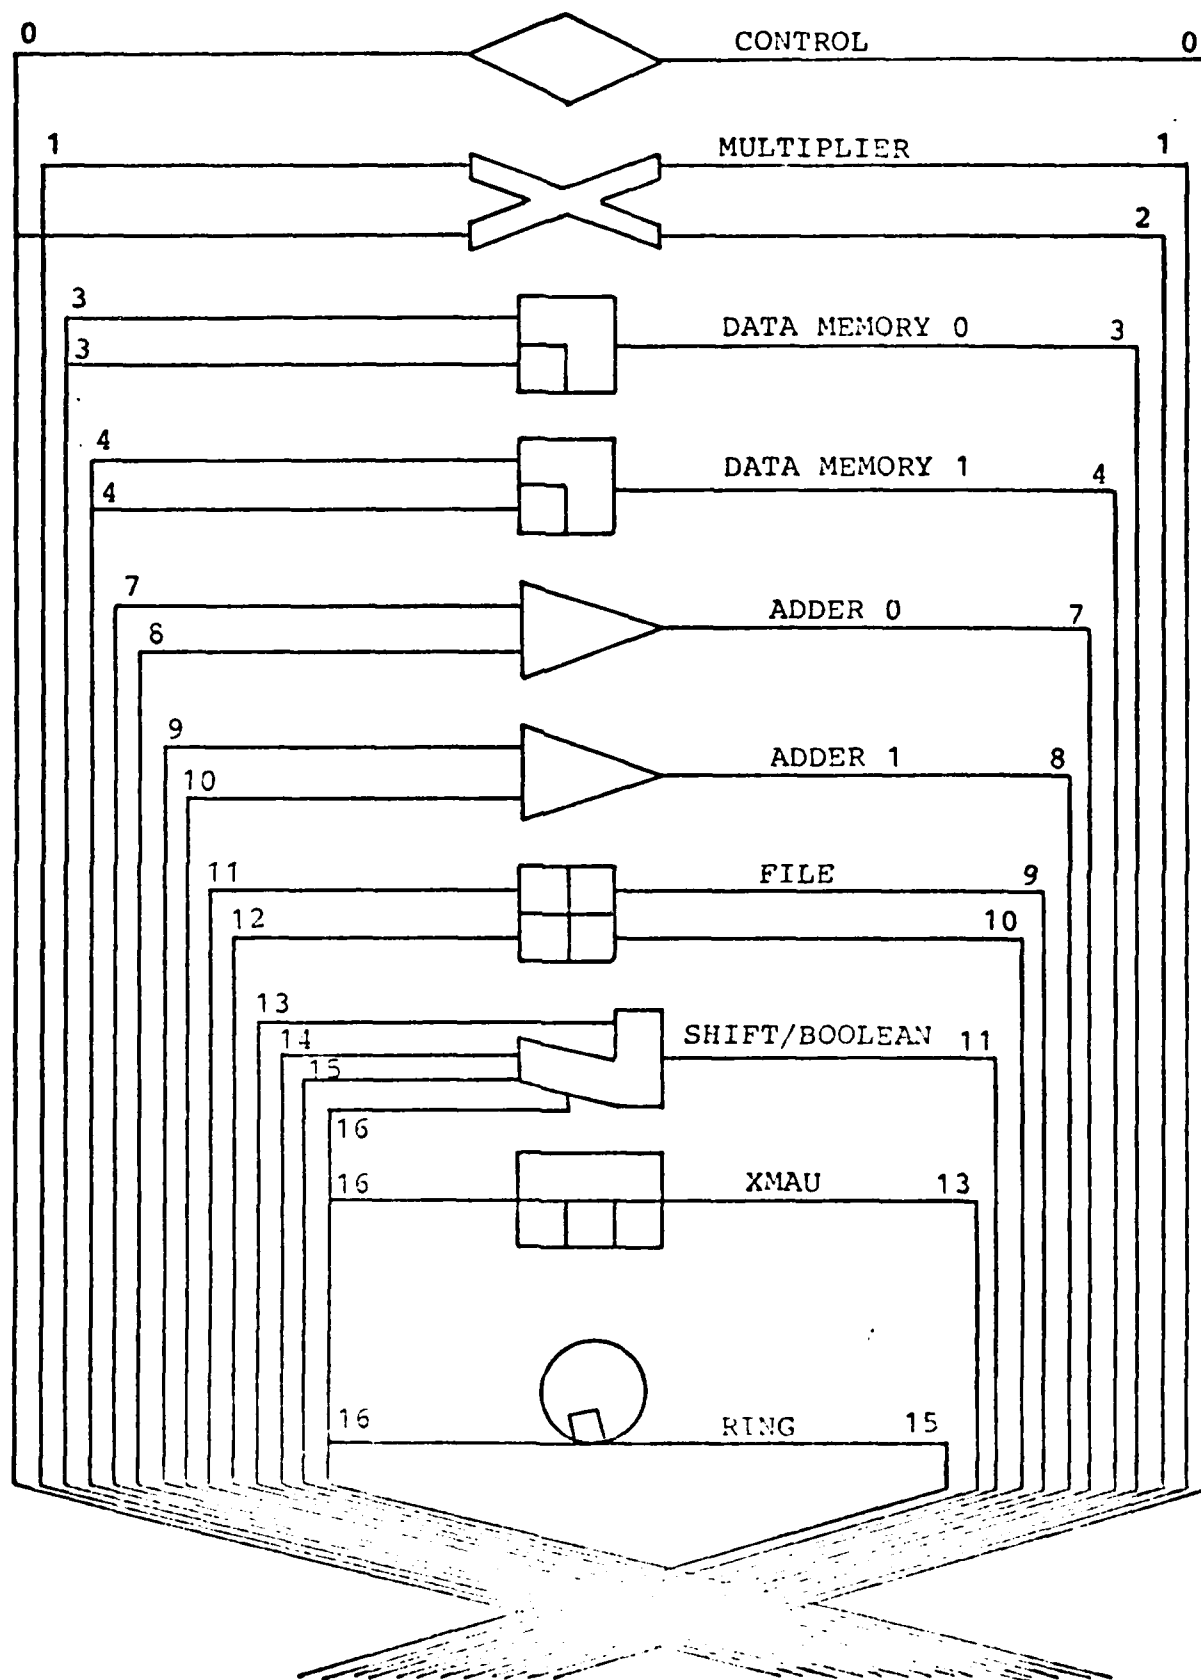 0 CONTROL 0
1 MULTIPLIER 1
2
3 DATA MEMORY 0 3
3
4 DATA MEMORY 1 4
4
7 ADDER 0 7
8
9 ADDER 1 8
10
11 FILE 9
12 10
13
14 SHIFT/BOOLEAN 11
15
16
16 XMAU 13
16 RING 15